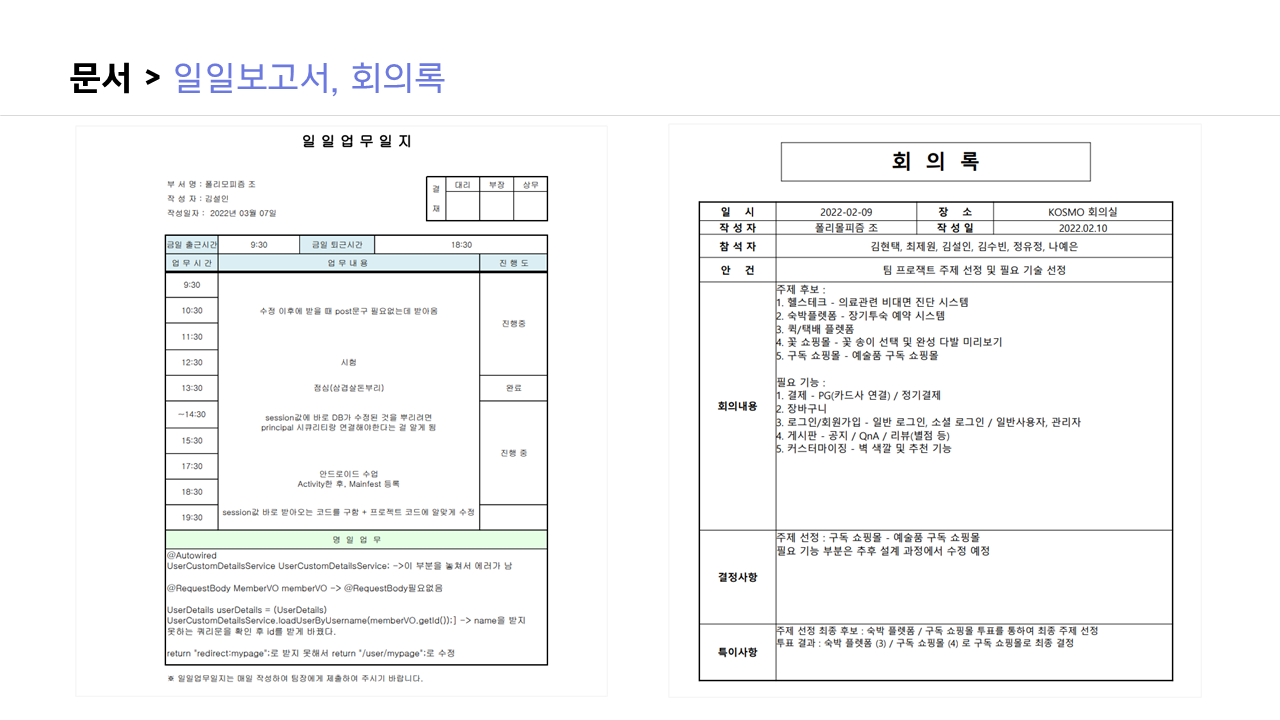 문서 > 일일보고서, 회의록
일 일 업 무 일 지
부 서 명 : 폴리모피즘 조
작 성 자 : 김설인
작성일자 : 2022년 03월 07일
결 재
대리 부장 상무
금일 출근시간 9:30 금일 퇴근시간 18:30
업 무 시 간 업 무 내 용 진 행 도
9:30
10:30 수정 이후에 받을 때 post문구 필요없는데 받아옴
진행중
11:30
12:30 시험
13:30 점심(삼겹살돈부리) 완료
~14:30 session값에 바로 DB가 수정된 것을 뿌리려면
principal 시큐리티랑 연결해야한다는 걸 알게 됨
15:30
진행 중
17:30 안드로이드 수업
Activity한 후, Mainfest 등록
18:30
19:30 session값 바로 받아오는 코드를 구함 + 프로젝트 코드에 알맞게 수정
명 일 업 무
@Autowired
UserCustomDetailsService UserCustomDetailsService; ->이 부분을 놓쳐서 에러가 남
@RequestBody MemberVO memberVO -> @RequestBody필요없음
UserDetails userDetails = (UserDetails)
UserCustomDetailsService.loadUserByUsername(memberVO.getId());] -> name을 받지
못하는 쿼리문을 확인 후 id를 받게 바꿨다.
return "redirect:mypage";로 받지 못해서 return "/user/mypage";로 수정
※ 일일업무일지는 매일 작성하여 팀장에게 제출하여 주시기 바랍니다.
회 의 록
일 시 2022-02-09 장 소 KOSMO 회의실
작 성 자 폴리몰피즘 조 작 성 일 2022.02.10
참 석 자 김현택, 최제원, 김설인, 김수빈, 정유정, 나예은
안 건 팀 프로잭트 주제 선정 및 필요 기술 선정
회의내용
주제 후보 :
1. 헬스테크 - 의료관련 비대면 진단 시스템
2. 숙박플렛폼 - 장기투숙 예약 시스템
3. 퀵/택배 플렛폼
4. 꽃 쇼핑몰 - 꽃 송이 선택 및 완성 다발 미리보기
5. 구독 쇼핑몰 - 예술품 구독 쇼핑몰
필요 기능 :
1. 결제 - PG(카드사 연결) / 정기결제
2. 장바구니
3. 로그인/회원가입 - 일반 로그인, 소셜 로그인 / 일반사용자, 관리자
4. 게시판 - 공지 / QnA / 리뷰(별점 등)
5. 커스터마이징 - 벽 색깔 및 추천 기능
결정사항
주제 선정 : 구독 쇼핑몰 - 예술품 구독 쇼핑몰
필요 기능 부분은 추후 설계 과정에서 수정 예정
특이사항
주제 선정 최종 후보 : 숙박 플렛폼 / 구독 쇼핑몰 투표를 통하여 최종 주제 선정
투표 결과 : 숙박 플렛폼 (3) / 구독 쇼핑몰 (4) 로 구독 쇼핑몰로 최종 결정